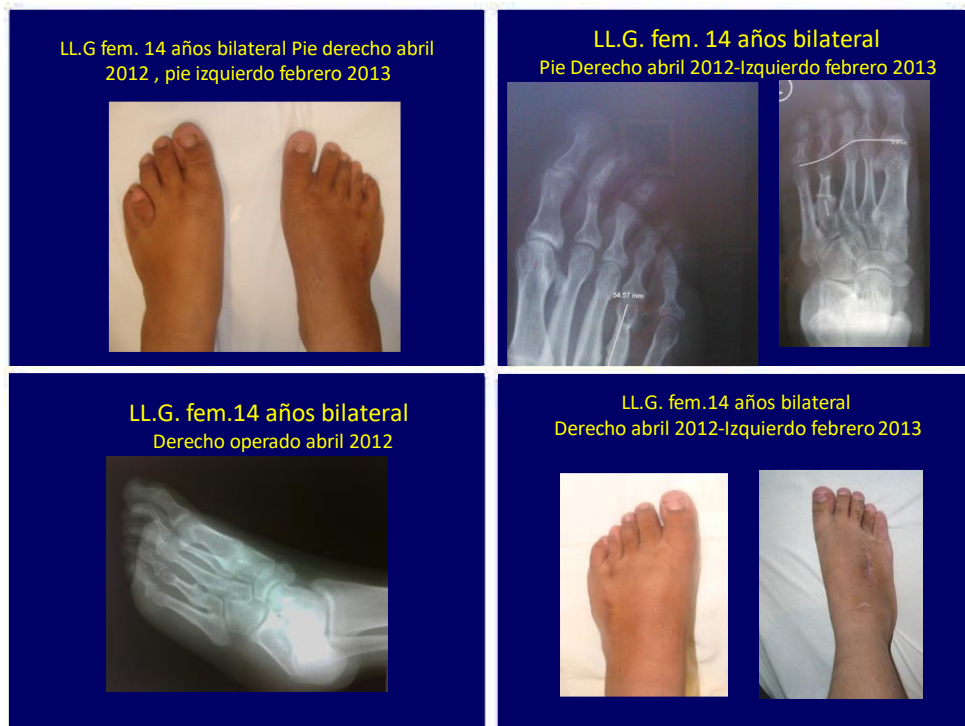 LL.G fem. 14 años bilateral Pie derecho abril
2012 , pie izquierdo febrero 2013
LL.G. fem. 14 años bilateral
Pie Derecho abril 2012-Izquierdo febrero 2013
54.57 mm
LL.G. fem.14 años bilateral
Derecho operado abril 2012
LL.G. fem.14 años bilateral
Derecho abril 2012-Izquierdo febrero 2013